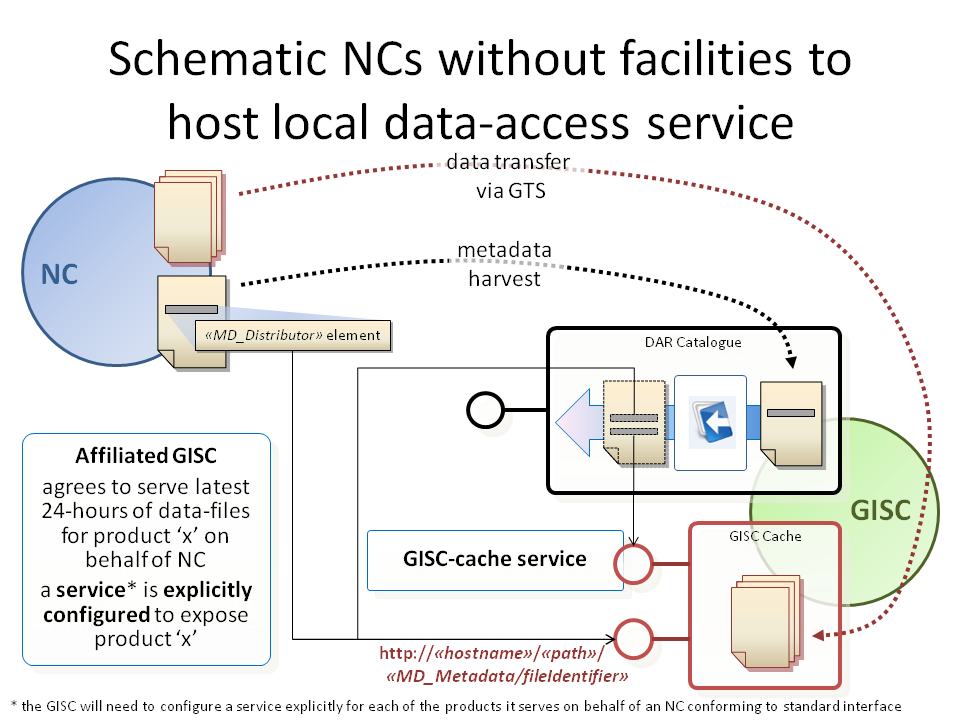 Schematic NCs without facilities to
host local data-access service
data transfer
via GTS
NC
metadada
harvest
«MD_Distributor» element
DAR Catalogue
Affiliated GISC
agrees to serve latest
24-hours of data-files
for product ‘x’ on
behalf of NC
a service* is explicitly
configured to expose
product ‘x’
GISC
GISC-cache service
GISC Cache
http://«hostname»/«path»/
«MD_Metadata/fileIdentifier»
* the GISC will need to configure a service explicitly for each of the products it serves on behalf of an NC conforming to standard interface